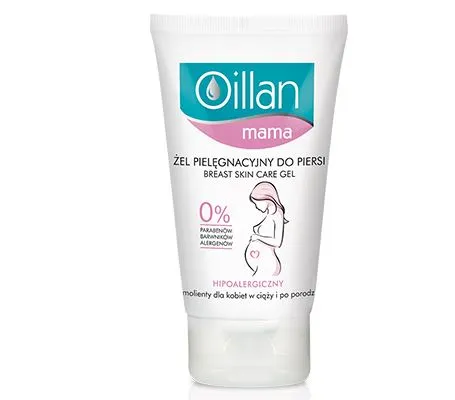 Oillan
mama
ŻEL PIELĘGNACYJNY DO PIERSI
BREAST SKIN CARE GEL
0%
PARABENÓW
BARWNIKÓW
ALERGENÓW
HIPOALERGICZNY
molienty dla kobiet w ciąży i po porodz